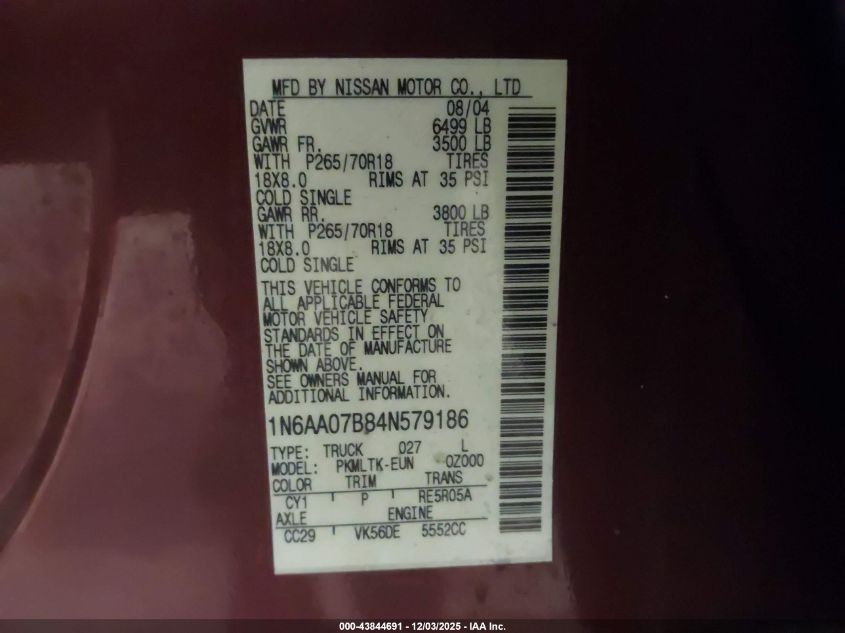 MFD BY NISSAN MOTOR CO., LTD
DATE 08/04
GVWR 6499 LB
GAWR FR. 3500 LB
WITH P265/70R18 TIRES
18X8.0 RIMS AT 35 PSI
COLD SINGLE
GAWR RR. 3800 LB
WITH P265/70R18 TIRES
18X8.0 RIMS AT 35 PSI
COLD SINGLE
THIS VEHICLE CONFORMS TO
ALL APPLICABLE FEDERAL
MOTOR VEHICLE SAFETY
STANDARDS IN EFFECT ON
THE DATE OF MANUFACTURE
SHOWN ABOVE.
SEE OWNERS MANUAL FOR
ADDITIONAL INFORMATION.
1N6AA07B84N579186
TYPE: TRUCK 027 L
MODEL: PKMLTK-EUN 0Z000
COLOR TRIM TRANS
CY1 P RE5R05A
AXLE ENGINE
CC29 VK56DE 5552CC
000-43844691 - 12/03/2025 - IAA Inc.